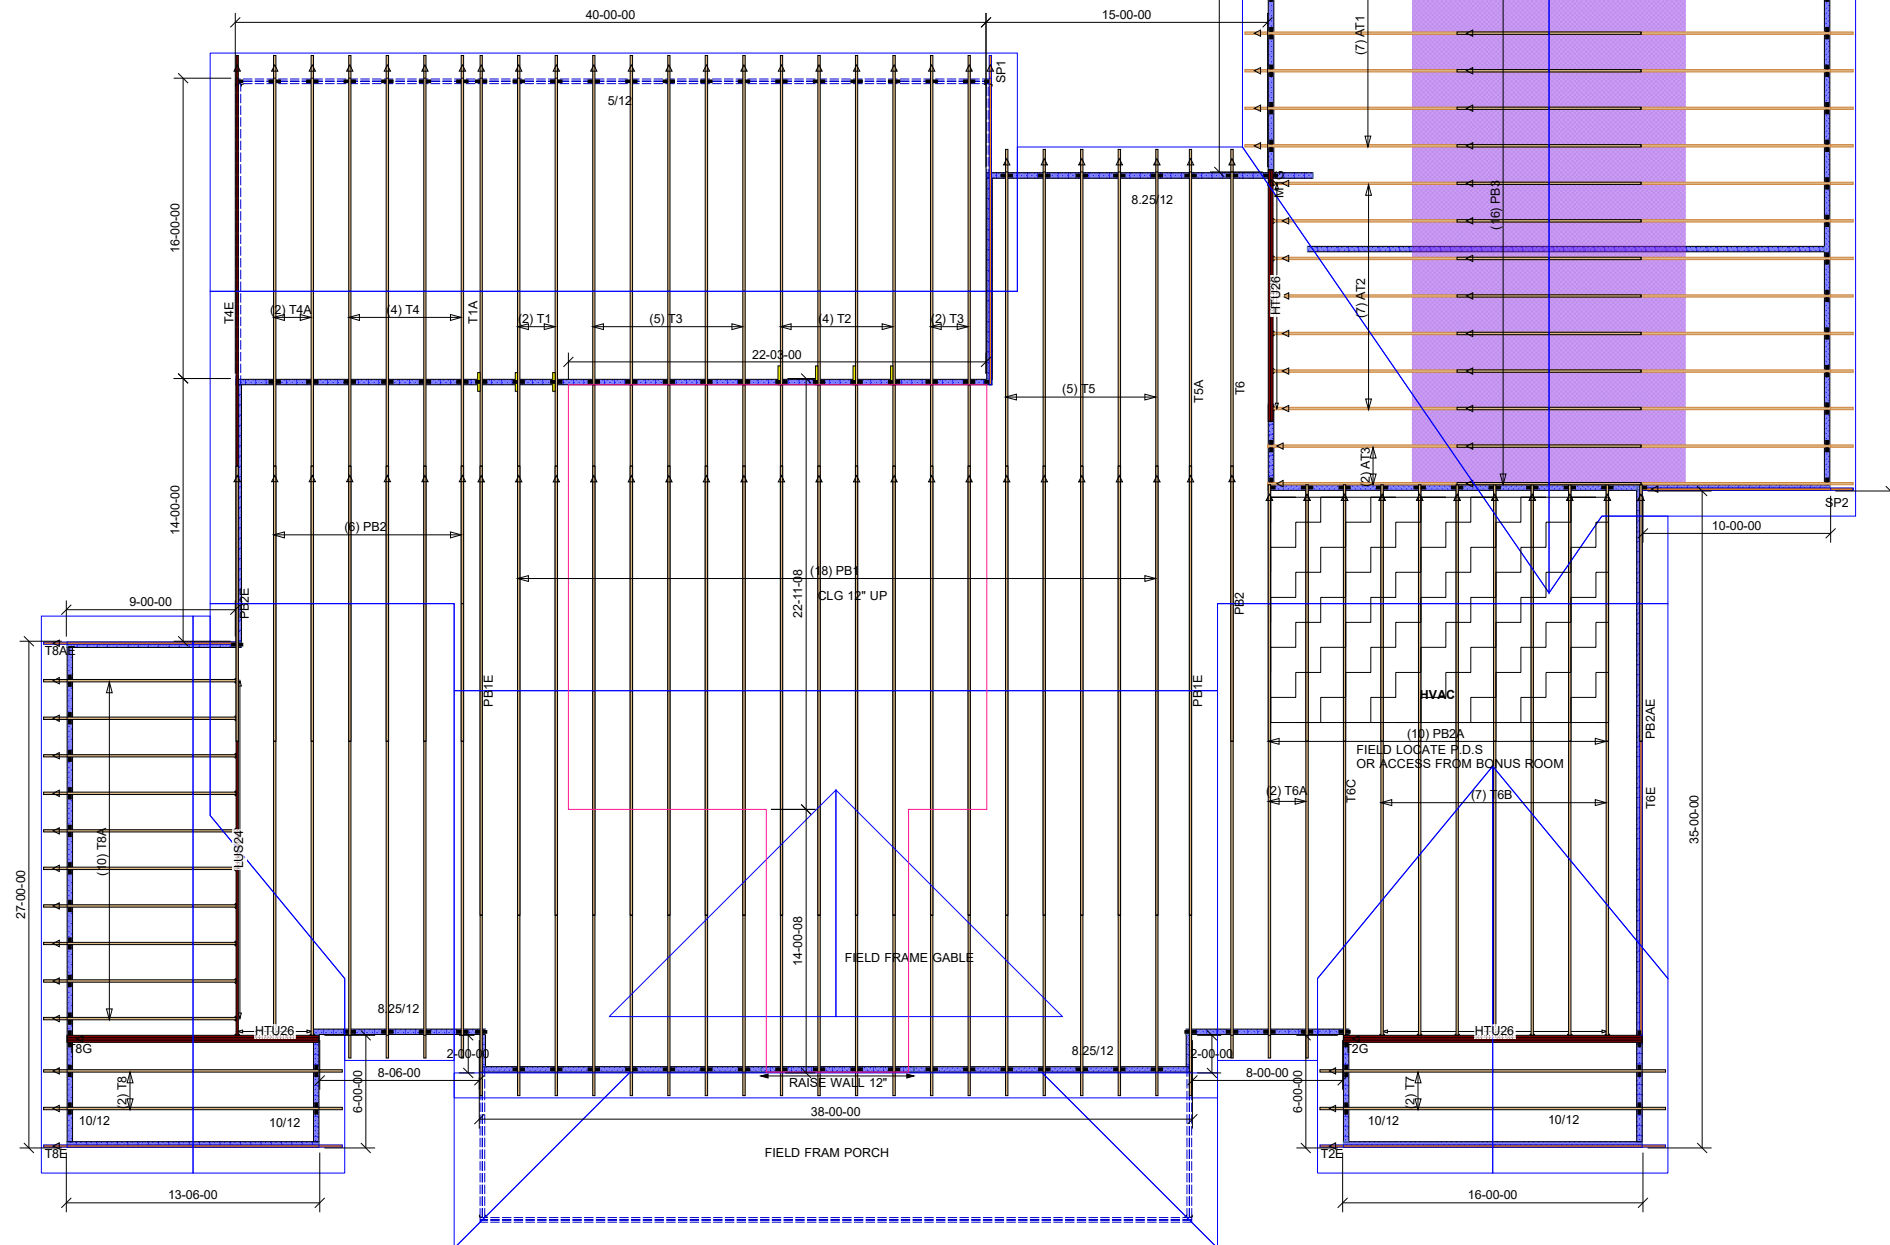 40-00-00
15-00-00
(7) AT1
SP1
5/12
8.25/12
(16) PB3
16-00-00
HTU26
(7) AT2
T4E
(2) T4A
(4) T4
T1A
(2) T1
(5) T3
(4) T2
(2) T3
22-03-00
(5) T5
T5A
T6
(2) AT3
SP2
10-00-00
14-00-00
(6) PB2
(18) PB1
22-11-08
CLG 12" UP
9-00-00
PB2E
PB2
T8AE
PB1E
PB1E
HVAC
PB2AE
(10) PB2A
FIELD LOCATE P.D.S
OR ACCESS FROM BONUS ROOM
(2) T6A
T6C
(7) T6B
T6E
35-00-00
27-00-00
(10) T8A
LUS24
14-00-08
FIELD FRAME GABLE
8.25/12
HTU26
HTU26
T8G
2-00-00
8.25/12
2-00-00
T2G
8-06-00
RAISE WALL 12"
8-00-00
(2) T8
6-00-00
6-00-00
(2) T7
10/12
10/12
38-00-00
10/12
10/12
T8E
FIELD FRAM PORCH
T2E
13-06-00
16-00-00